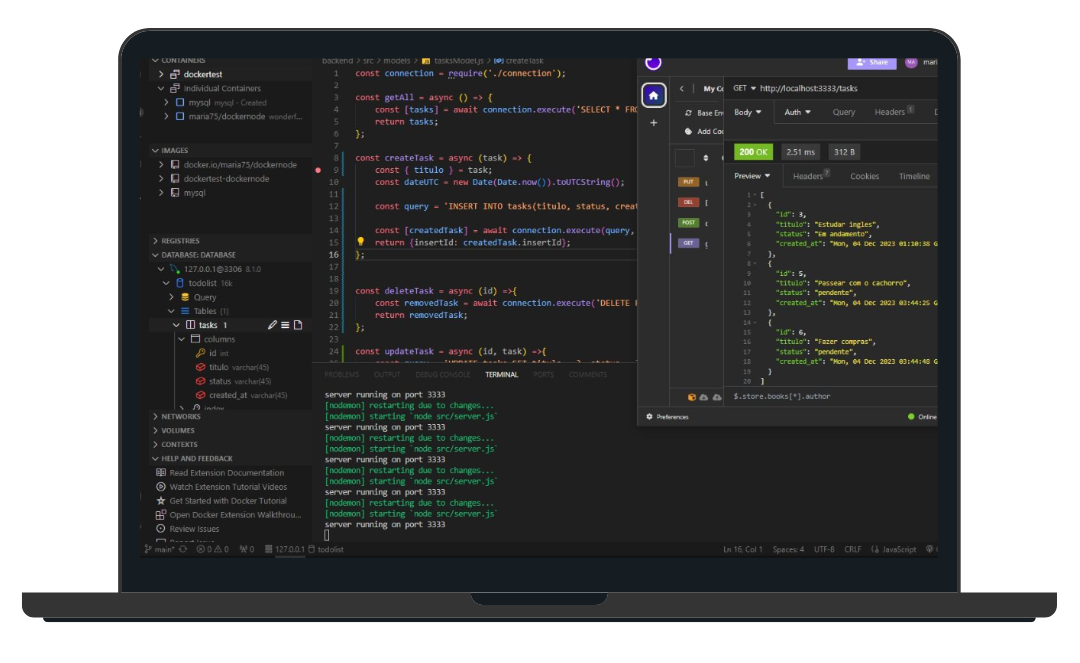 CONTAINERS
dockertest
Individual Containers
mysql mysql - Created
maria75/dockernode wonderf...
IMAGES
docker.io/maria75/dockernode
dockertest-dockernode
mysql
REGISTRIES
DATABASE: DATABASE
127.0.0.1@3306 8.1.0
todolist 16k
Query
Tables (1)
tasks 1
columns
id int
titulo varchar(45)
status varchar(45)
created_at varchar(45)
index
NETWORKS
VOLUMES
CONTEXTS
HELP AND FEEDBACK
Read Extension Documentation
Watch Extension Tutorial Videos
Get Started with Docker Tutorial
Open Docker Extension Walkthrou...
Review Issues
Report Issue
backend > src > models > JS tasksModel.js > createTask
1 const connection = require('./connection');
2
3 const getAll = async () => {
4 const [tasks] = await connection.execute('SELECT * FRO
5 return tasks;
6 };
7
8 const createTask = async (task) => {
9 const { titulo } = task;
10 const dateUTC = new Date(Date.now()).toUTCString();
11
12 const query = 'INSERT INTO tasks(titulo, status, creat
13
14 const [createdTask] = await connection.execute(query,
15 return {insertId: createdTask.insertId};
16 };
17
18
19 const deleteTask = async (id) =>{
20 const removedTask = await connection.execute('DELETE
21 return removedTask;
22 };
23
24 const updateTask = async (id, task) =>{
PROBLEMS OUTPUT DEBUG CONSOLE TERMINAL PORTS COMMENTS
server running on port 3333
[nodemon] restarting due to changes...
[nodemon] starting `node src/server.js`
server running on port 3333
[nodemon] restarting due to changes...
[nodemon] starting `node src/server.js`
server running on port 3333
[nodemon] restarting due to changes...
[nodemon] starting `node src/server.js`
server running on port 3333
[nodemon] restarting due to changes...
[nodemon] starting `node src/server.js`
server running on port 3333
Share MA mari
My Co
Base En
Add Coo
PUT
DEL
POST
GET
Preferences
GET http://localhost:3333/tasks
Body Auth Query Headers
200 OK 2.51 ms 312 B
Preview Headers Cookies Timeline
1 [
2 {
3 "id": 3,
4 "titulo": "Estudar ingles",
5 "status": "Em andamento",
6 "created_at": "Mon, 04 Dec 2023 01:10:38 G
7 },
8 {
9 "id": 5,
10 "titulo": "Passear com o cachorro",
11 "status": "pendente",
12 "created_at": "Mon, 04 Dec 2023 03:44:25 G
13 },
14 {
15 "id": 6,
16 "titulo": "Fazer compras",
17 "status": "pendente",
18 "created_at": "Mon, 04 Dec 2023 03:44:48 G
19 }
20 ]
$.store.books[*].author
Online
main* 0 0 0 127.0.0.1 todolist Ln 16, Col 1 Spaces: 4 UTF-8 CRLF JavaScript